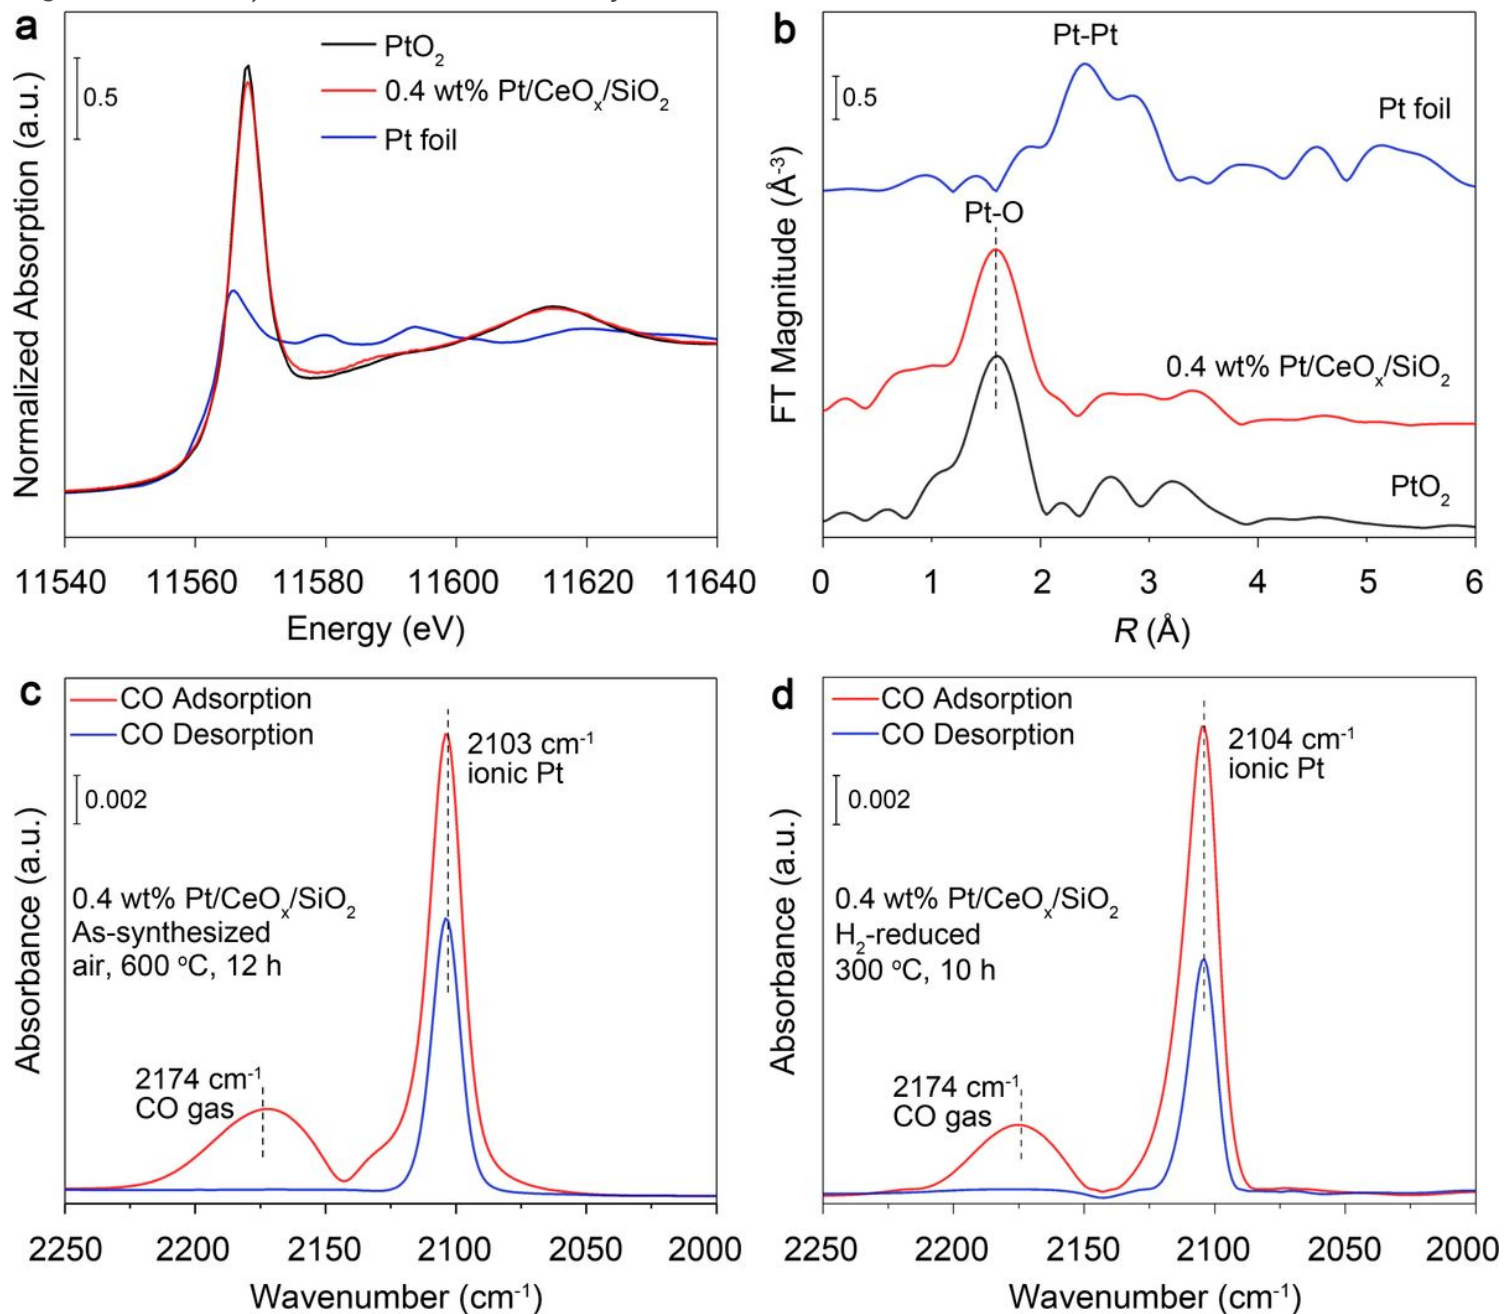 a
PtO2
0.4 wt% Pt/CeOx/SiO2
Pt foil
0.5
Normalized Absorption (a.u.)
11540 11560 11580 11600 11620 11640
Energy (eV)
b
Pt-Pt
0.5
Pt foil
Pt-O
0.4 wt% Pt/CeOx/SiO2
PtO2
FT Magnitude (Å-3)
0 1 2 3 4 5 6
R (Å)
c
CO Adsorption
CO Desorption
2103 cm-1
ionic Pt
0.002
0.4 wt% Pt/CeOx/SiO2
As-synthesized
air, 600 oC, 12 h
2174 cm-1
CO gas
Absorbance (a.u.)
2250 2200 2150 2100 2050 2000
Wavenumber (cm-1)
d
CO Adsorption
CO Desorption
2104 cm-1
ionic Pt
0.002
0.4 wt% Pt/CeOx/SiO2
H2-reduced
300 oC, 10 h
2174 cm-1
CO gas
Absorbance (a.u.)
2250 2200 2150 2100 2050 2000
Wavenumber (cm-1)